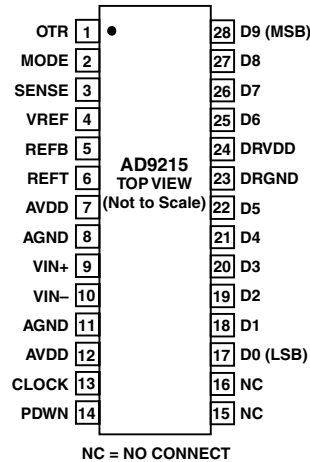 OTR 1 28 D9 (MSB)
MODE 2 27 D8
SENSE 3 26 D7
VREF 4 25 D6
REFB 5 24 DRVDD
REFT 6 23 DRGND
AD9215
TOP VIEW
(Not to Scale)
AVDD 7 22 D5
AGND 8 21 D4
VIN+ 9 20 D3
VIN– 10 19 D2
AGND 11 18 D1
AVDD 12 17 D0 (LSB)
CLOCK 13 16 NC
PDWN 14 15 NC
NC = NO CONNECT